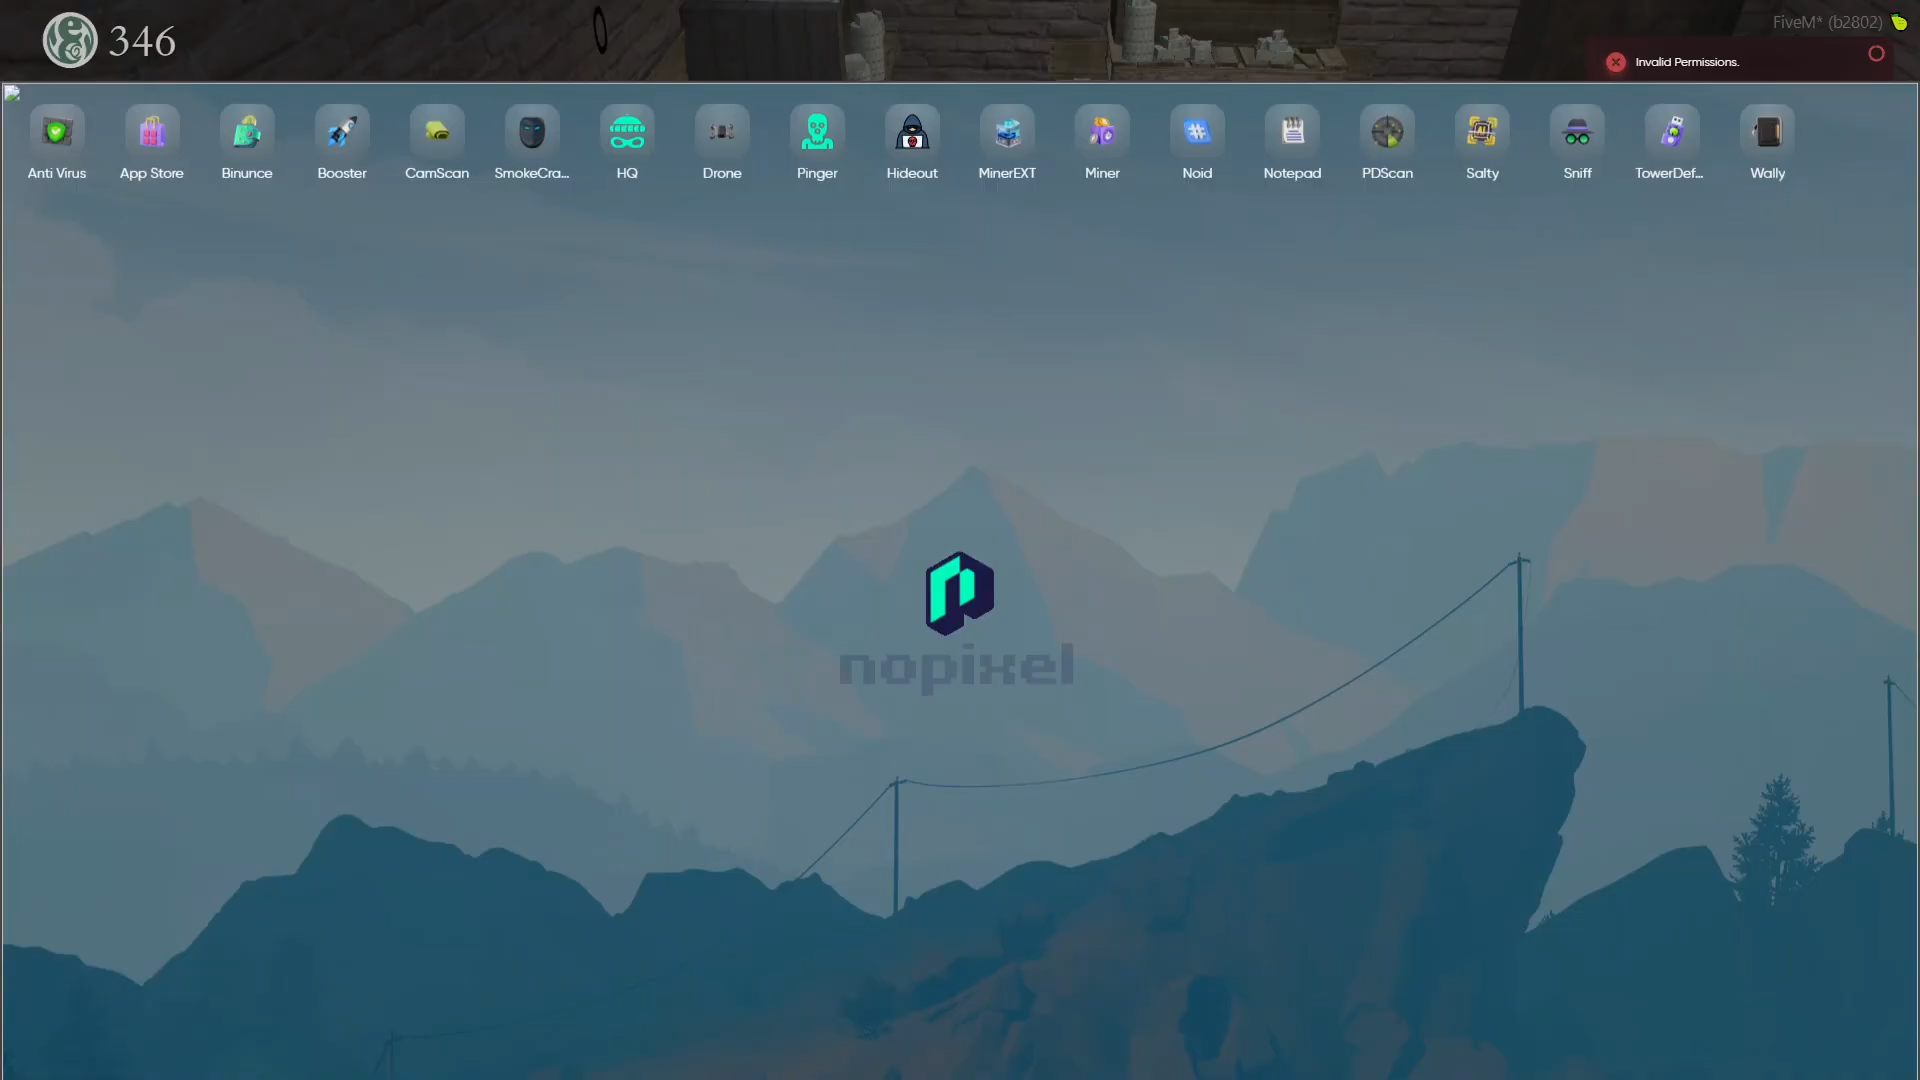 346
FiveM* (b2802)
Invalid Permissions.
Anti Virus
App Store
Binunce
Booster
CamScan
SmokeCra...
HQ
Drone
Pinger
Hideout
MinerEXT
Miner
Noid
Notepad
PDScan
Salty
Sniff
TowerDef...
Wally
nopixel